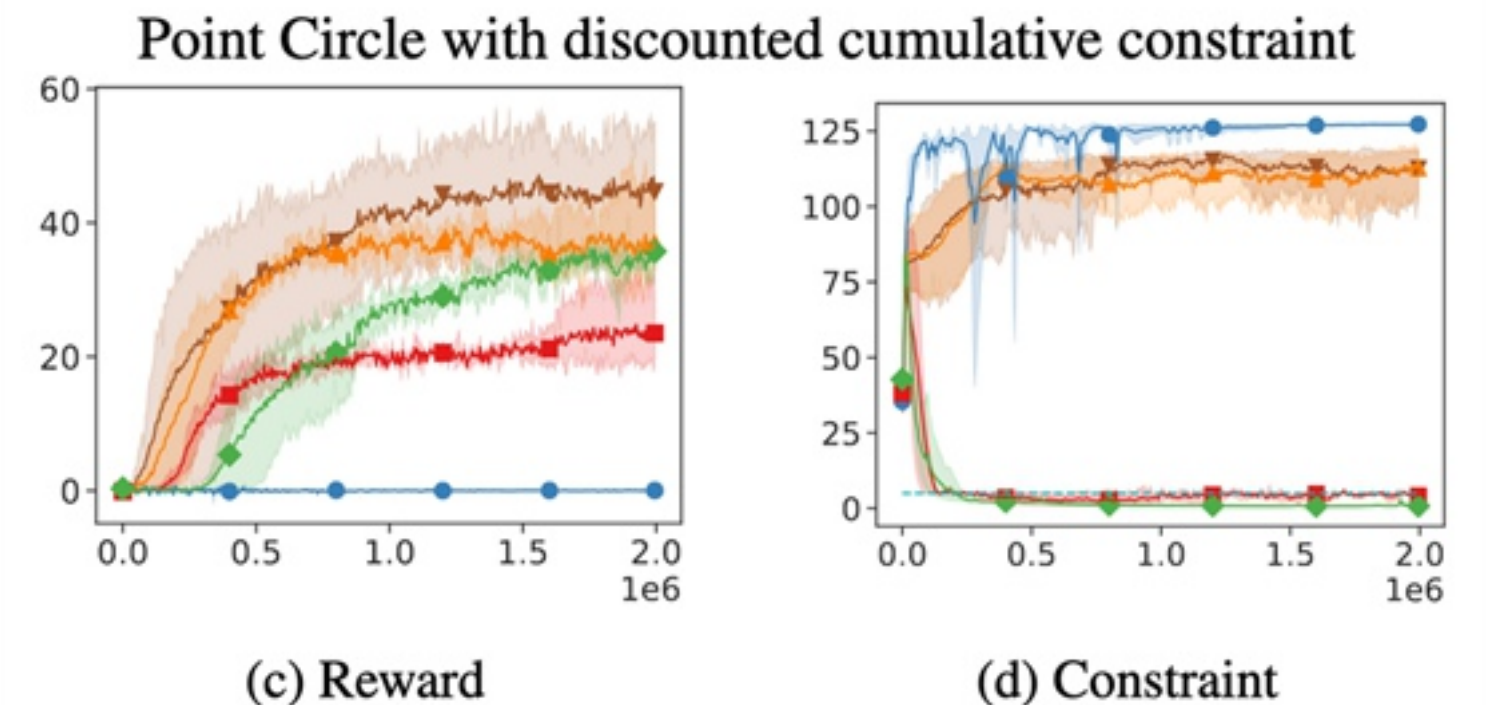 Point Circle with discounted cumulative constraint
60
40
20
0
0.0 0.5 1.0 1.5 2.0
1e6
125
100
75
50
25
0
0.0 0.5 1.0 1.5 2.0
1e6
(c) Reward
(d) Constraint